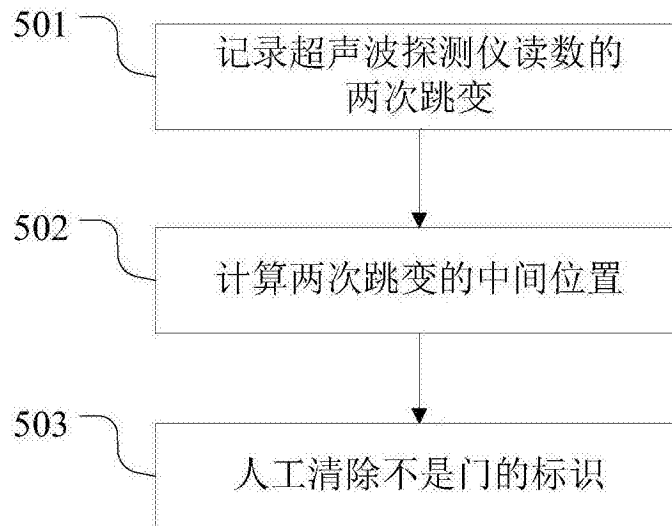 501
记录超声波探测仪读数的
两次跳变
502
计算两次跳变的中间位置
503
人工清除不是门的标识